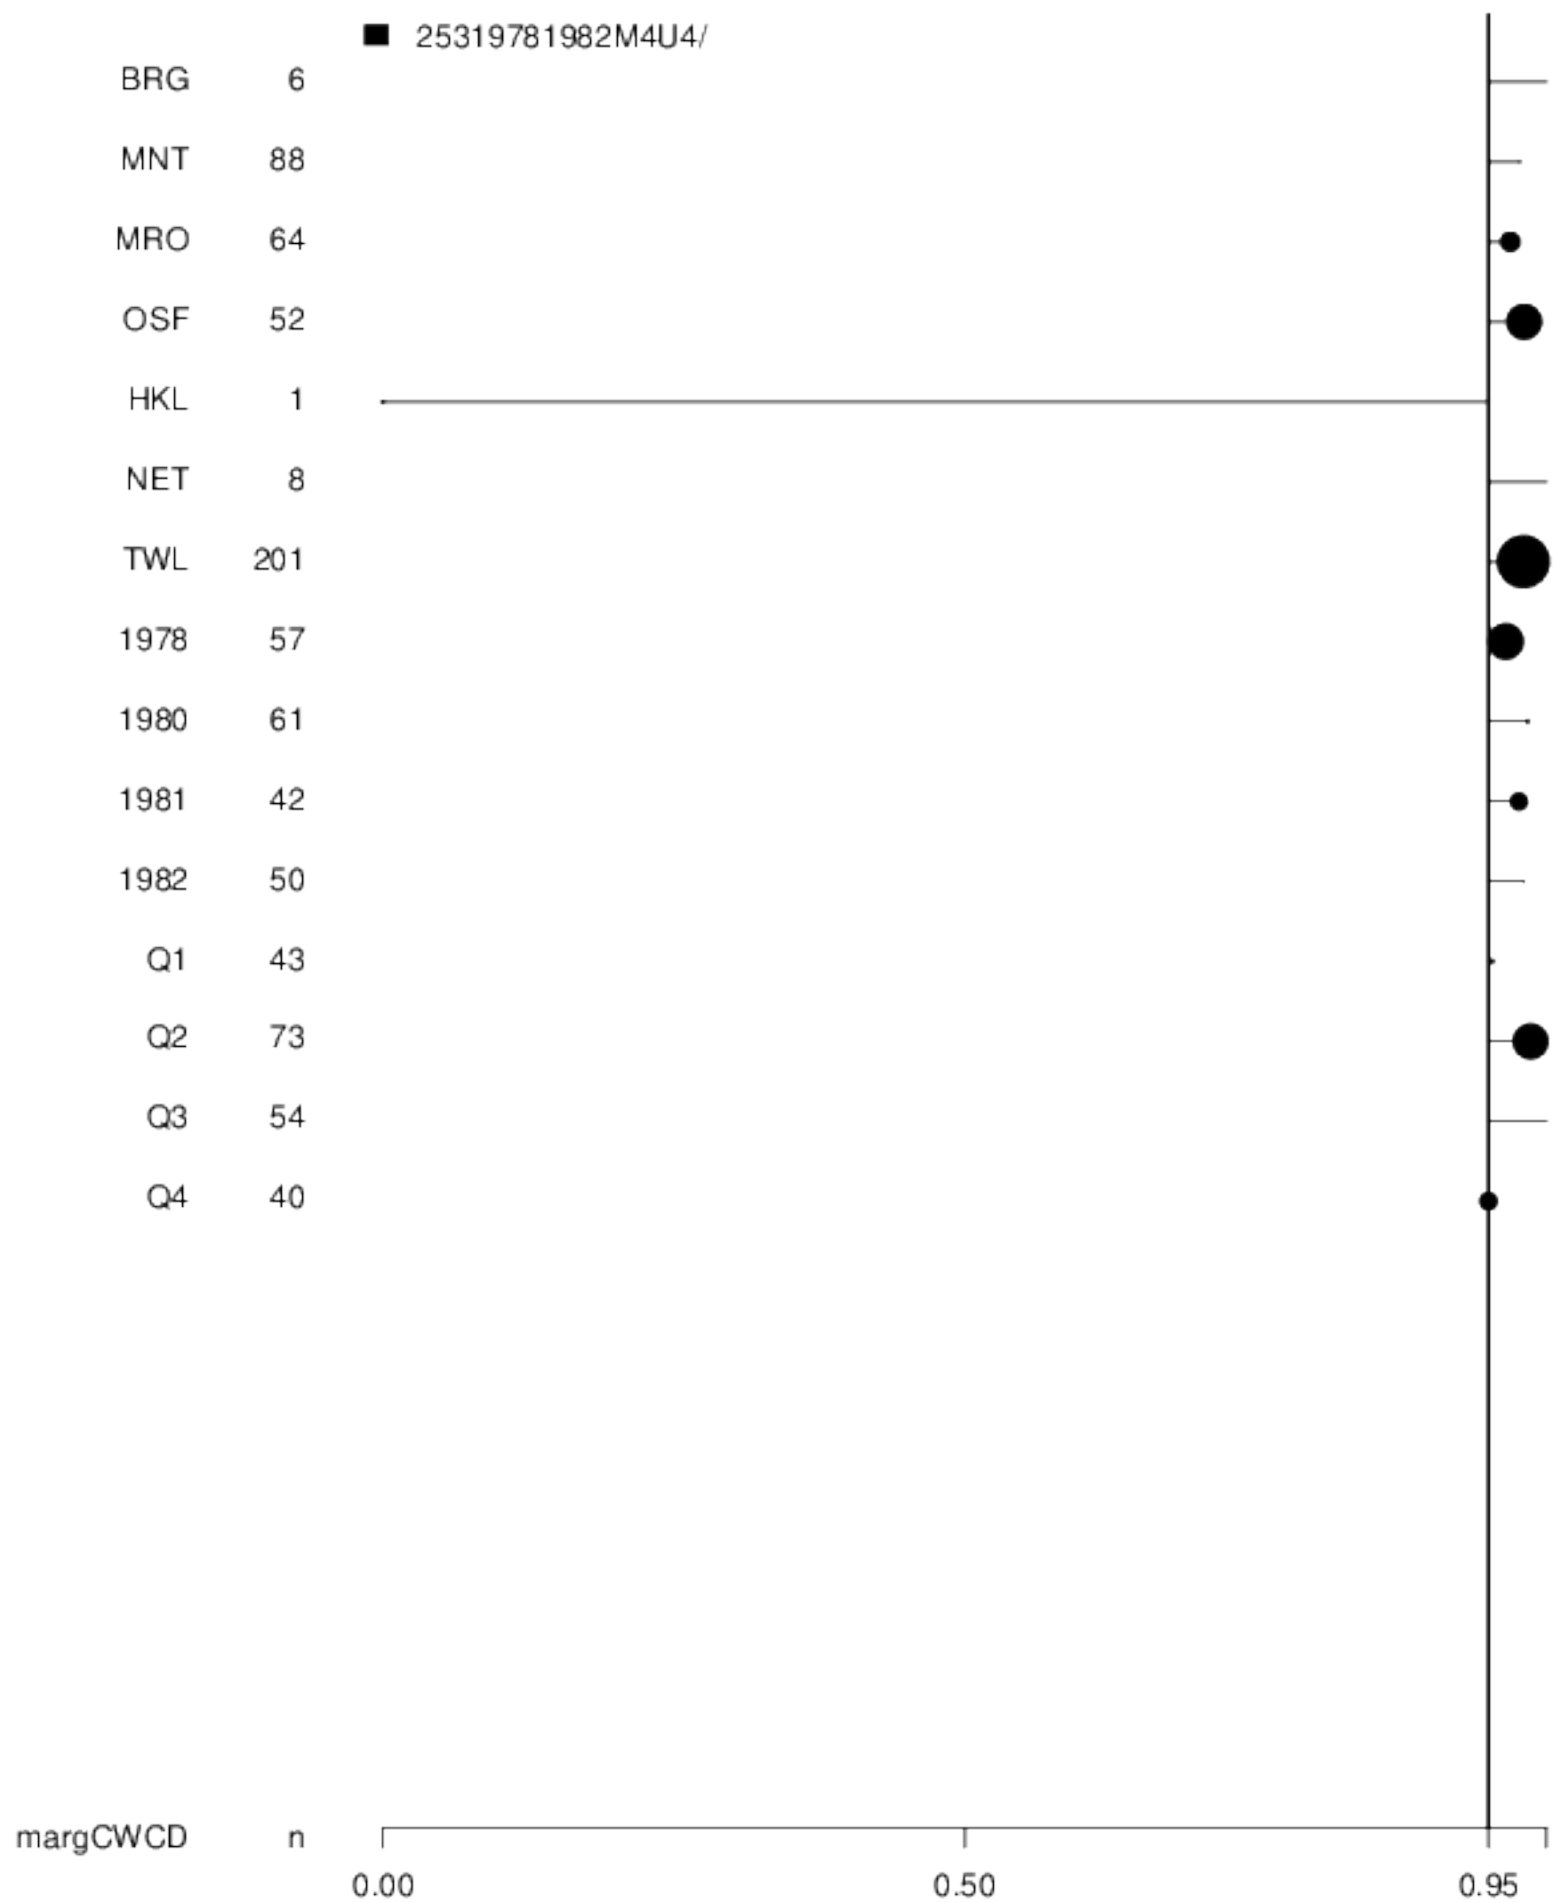 25319781982M4U4/
BRG 6
MNT 88
MRO 64
OSF 52
HKL 1
NET 8
TWL 201
1978 57
1980 61
1981 42
1982 50
Q1 43
Q2 73
Q3 54
Q4 40
margCWCD n
0.00 0.50 0.95